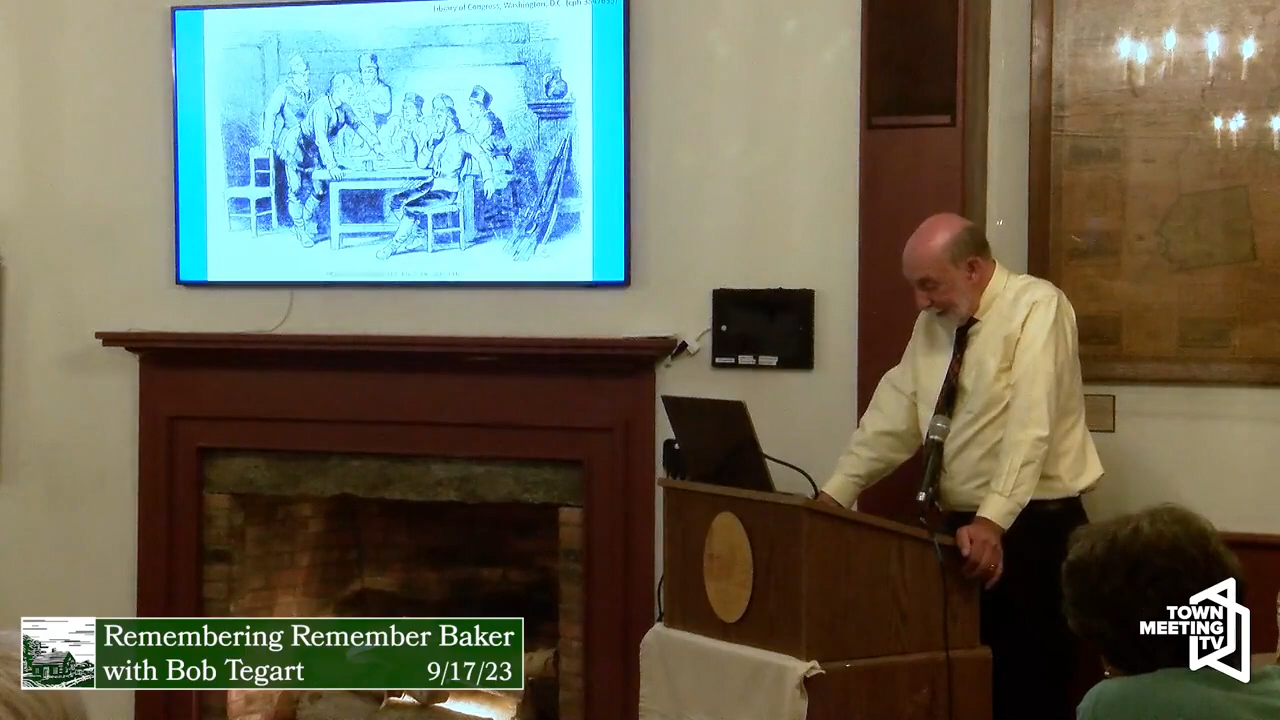 Library of Congress, Washington, D.C.
Remembering Remember Baker
with Bob Tegart 9/17/23
TOWN
MEETING
TV